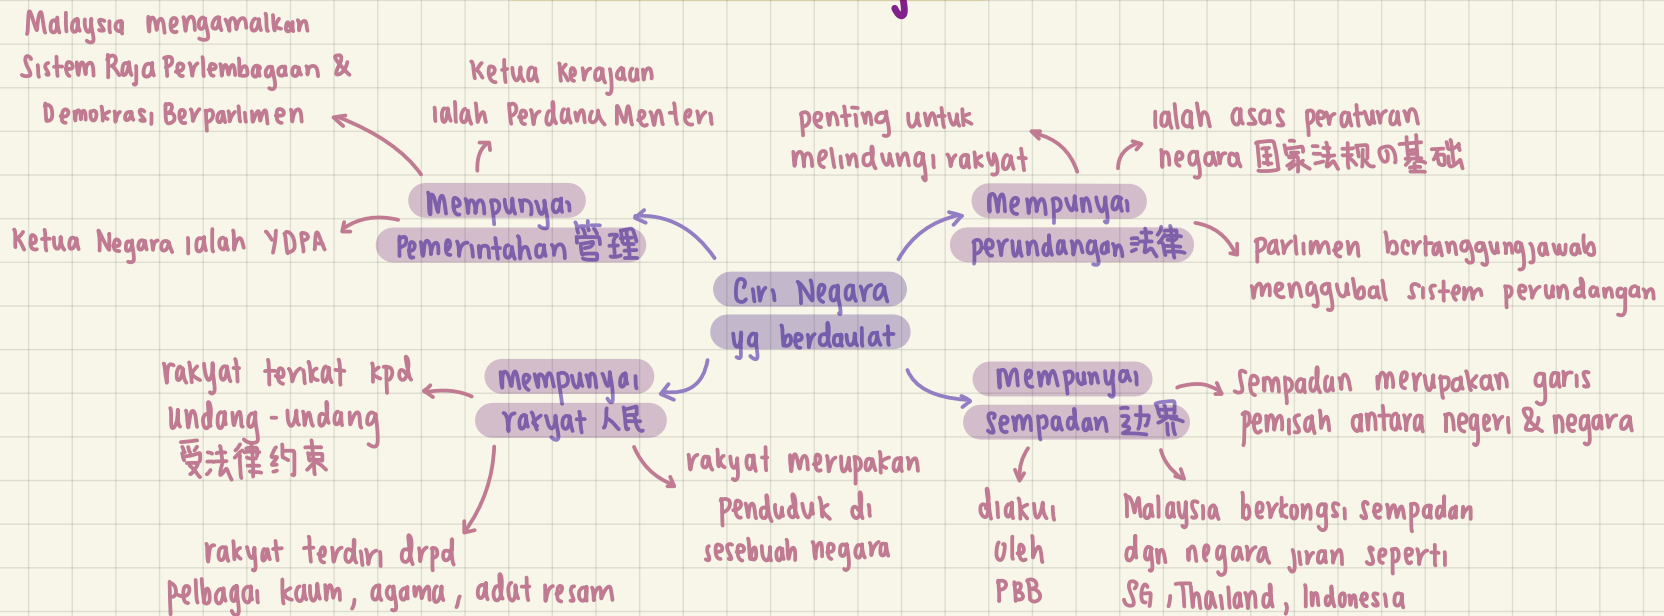 Malaysia mengamalkan
Sistem Raja Perlembagaan &
Demokrasi Berparlimen
Ketua Kerajaan
ialah Perdana Menteri
Ketua Negara ialah YDPA
Mempunyai
Pemerintahan 管理
penting untuk
melindungi rakyat
ialah asas peraturan
negara 国家法规の基础
Mempunyai
perundangan 法律
parlimen bertanggungjawab
menggubal sistem perundangan
Ciri Negara
yg berdaulat
Mempunyai
rakyat 人民
rakyat terikat kpd
undang-undang
受法律约束
rakyat terdiri drpd
pelbagai kaum, agama, adat resam
rakyat merupakan
penduduk di
sesebuah negara
Mempunyai
sempadan 边界
Sempadan merupakan garis
pemisah antara negeri & negara
diakui
oleh
PBB
Malaysia berkongsi sempadan
dgn negara jiran seperti
SG, Thailand, Indonesia